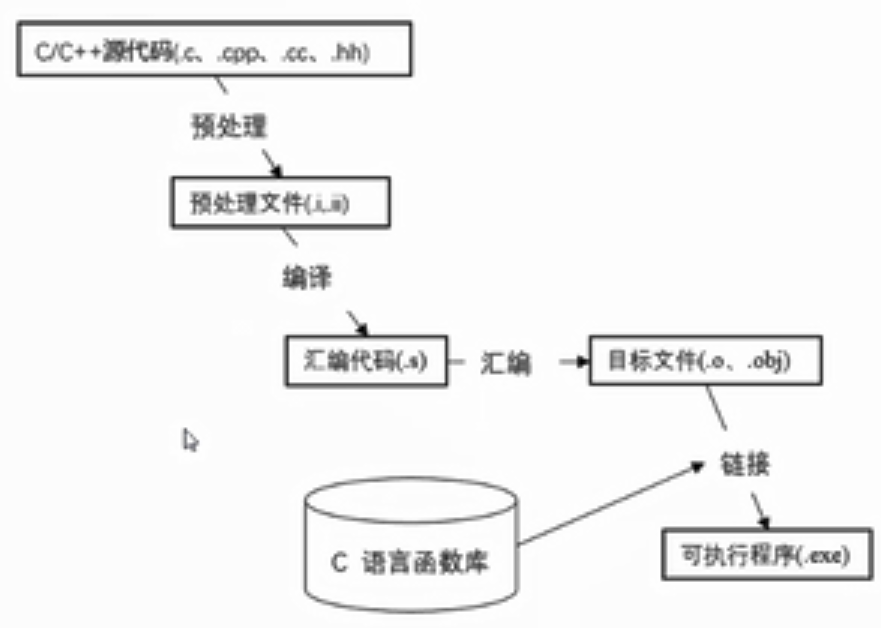 C/C++源代码(.c、.cpp、.cc、.hh)
预处理
预处理文件(.i,.ii)
编译
汇编代码(.s)
汇编
目标文件(.o、.obj)
链接
C 语言函数库
可执行程序(.exe)